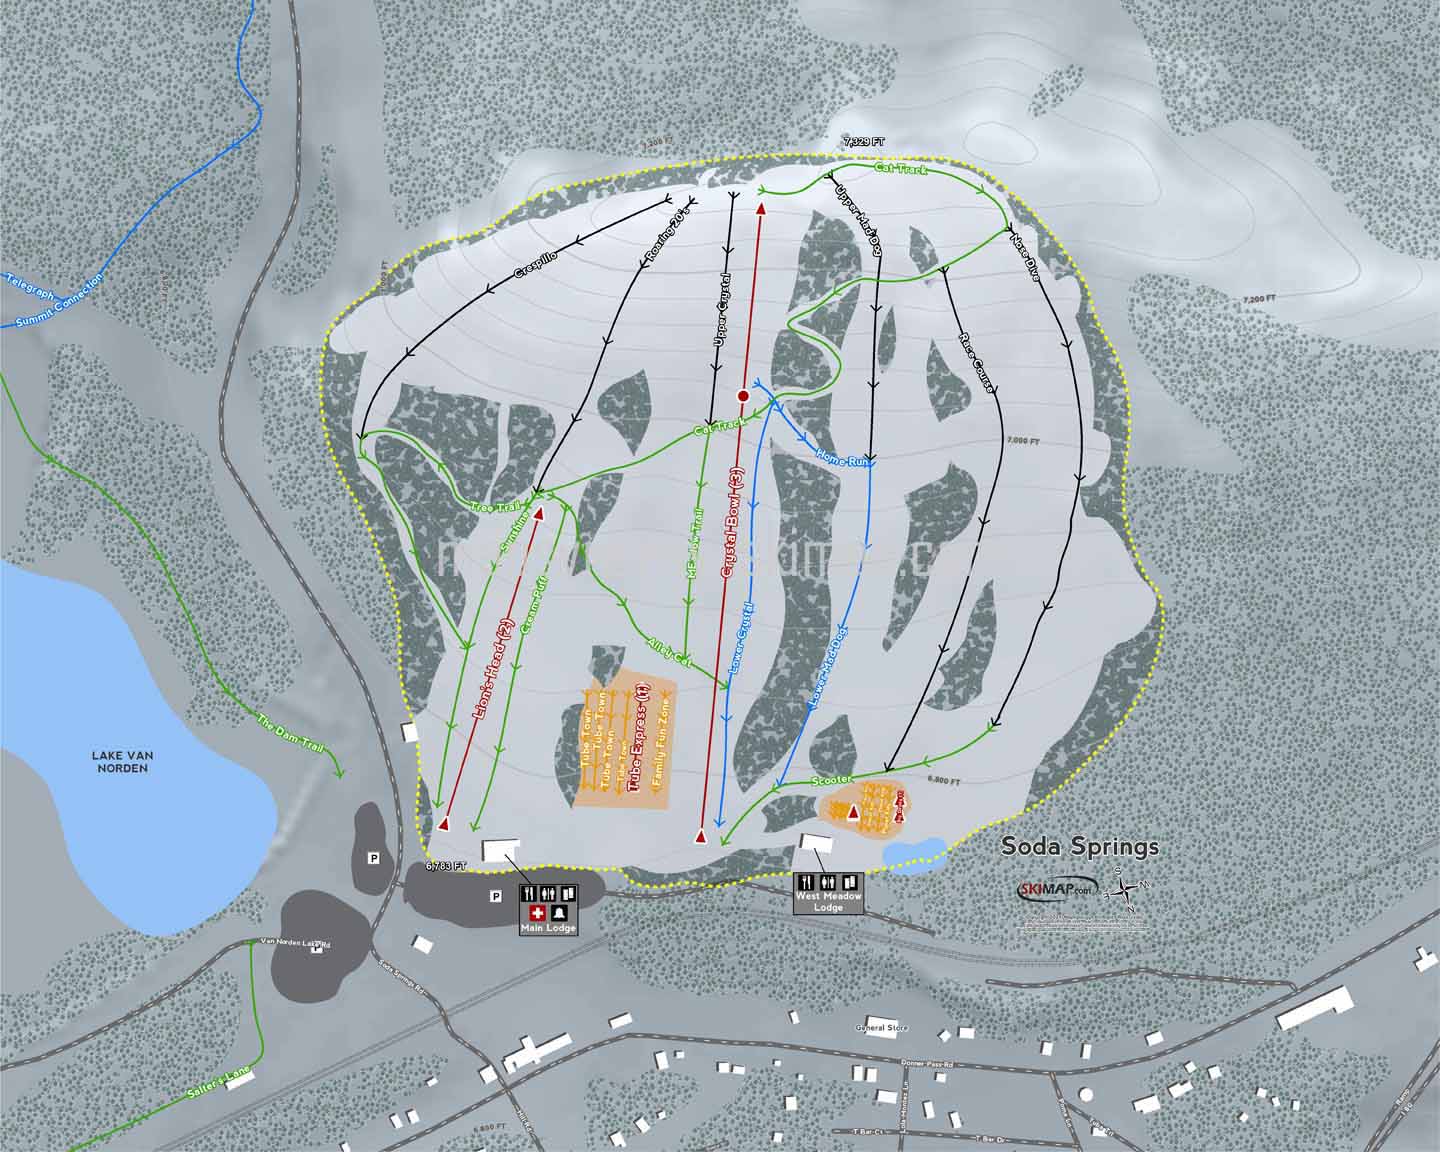 7,329 FT
7,200 FT
Cat Track
Upper Mad Dog
Roaring 20's
Nose Dive
Crespillo
Telegraph
Summit Connection
7,200 FT
Upper Crystal
Race Course
Cat Track
7,000 FT
Home Run
Tree Trail
Sunshine
Crystal Bowl (3)
Meadow Trail
Cream Puff
Lion's Head (2)
Alley Cat
Lower Crystal
Lower Mad Dog
The Dam Trail
Tube Town
Tube Town
Tube Town
Tube Town
Tube Express (1)
Family Fun Zone
LAKE VAN
NORDEN
Scooter
6,800 FT
Soda Springs
SKIMAP.com
S
N
P
6,783 FT
P
Main Lodge
West Meadow
Lodge
Van Norden Lake Rd
P
Soda Springs Rd
General Store
Donner Pass Rd
Salter's Lane
6,800 FT
T Bar Ct
T Bar Dr